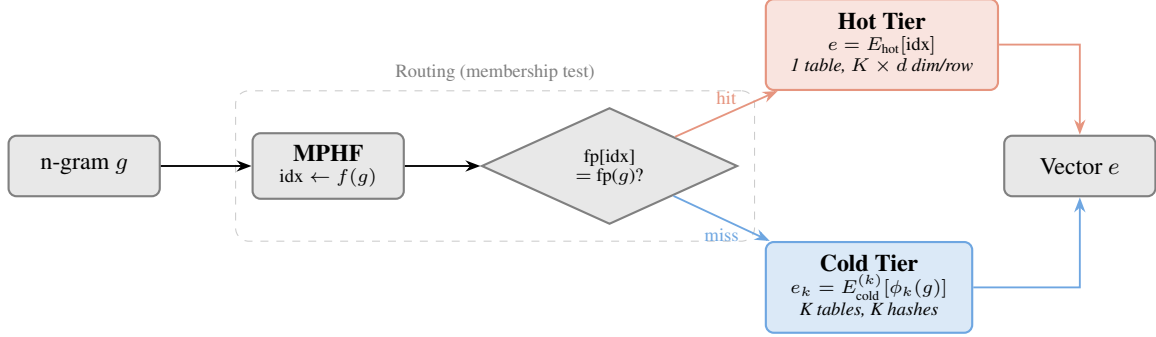 Routing (membership test)
n-gram g
MPHF
idx ← f(g)
fp[idx]
= fp(g)?
hit
miss
Hot Tier
e = E_hot[idx]
1 table, K × d dim/row
Cold Tier
e_k = E_cold^(k)[ϕ_k(g)]
K tables, K hashes
Vector e